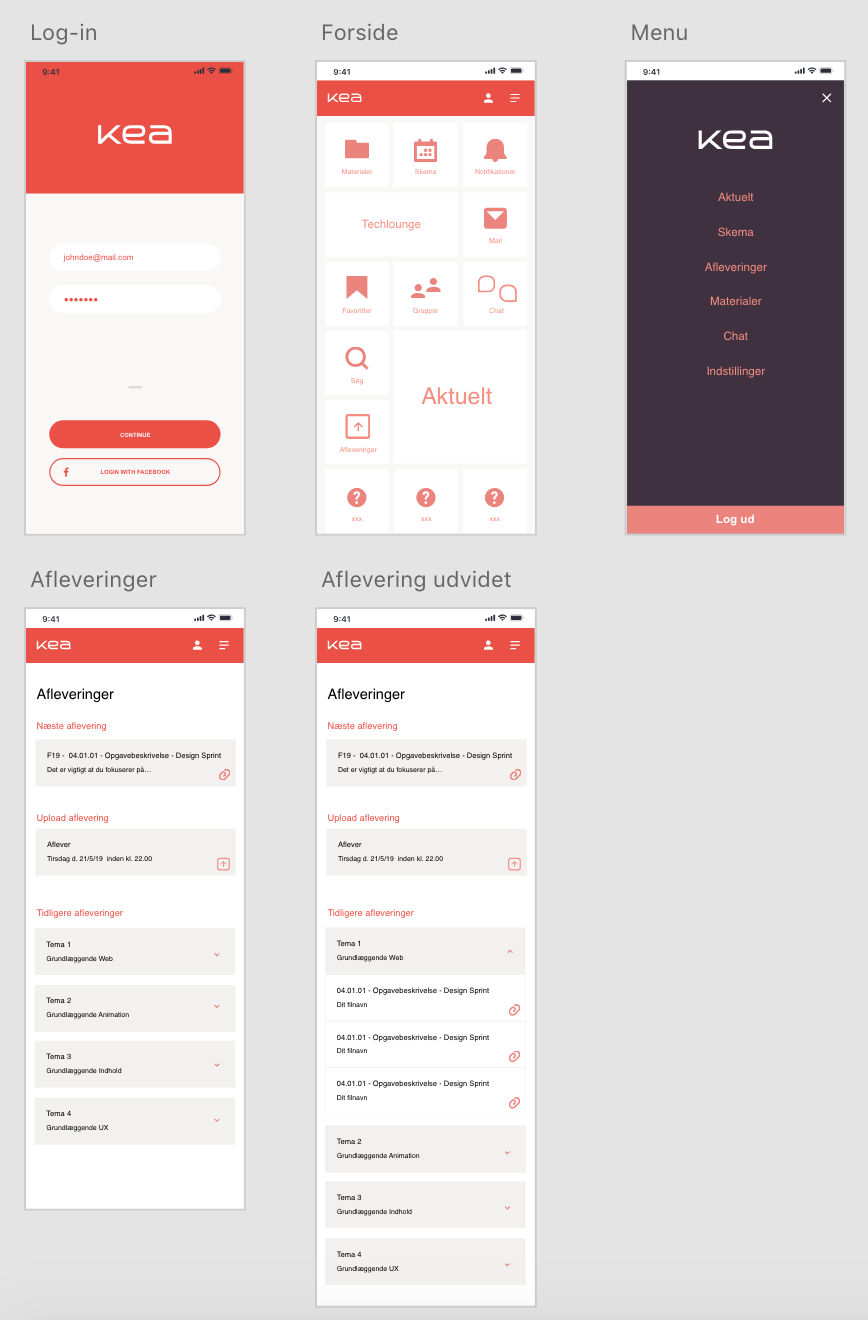 Log-in
9:41
kea
johndoe@mail.com
•••••••
CONTINUE
f LOGIN WITH FACEBOOK
Forside
9:41
kea
Materialer Skema Notifikationer
Techlounge Mail
Favoritter Grupper Chat
Søg
Aktuelt
Afleveringer
? ? ?
xxx xxx xxx
Menu
9:41
kea
Aktuelt
Skema
Afleveringer
Materialer
Chat
Indstillinger
Log ud
Afleveringer
9:41
kea
Afleveringer
Næste aflevering
F19 - 04.01.01 - Opgavebeskrivelse - Design Sprint
Det er vigtigt at du fokuserer på...
Upload aflevering
Aflever
Tirsdag d. 21/5/19 inden kl. 22.00
Tidligere afleveringer
Tema 1
Grundlæggende Web
Tema 2
Grundlæggende Animation
Tema 3
Grundlæggende Indhold
Tema 4
Grundlæggende UX
Aflevering udvidet
9:41
kea
Afleveringer
Næste aflevering
F19 - 04.01.01 - Opgavebeskrivelse - Design Sprint
Det er vigtigt at du fokuserer på...
Upload aflevering
Aflever
Tirsdag d. 21/5/19 inden kl. 22.00
Tidligere afleveringer
Tema 1
Grundlæggende Web
04.01.01 - Opgavebeskrivelse - Design Sprint
Dit filnavn
04.01.01 - Opgavebeskrivelse - Design Sprint
Dit filnavn
04.01.01 - Opgavebeskrivelse - Design Sprint
Dit filnavn
Tema 2
Grundlæggende Animation
Tema 3
Grundlæggende Indhold
Tema 4
Grundlæggende UX